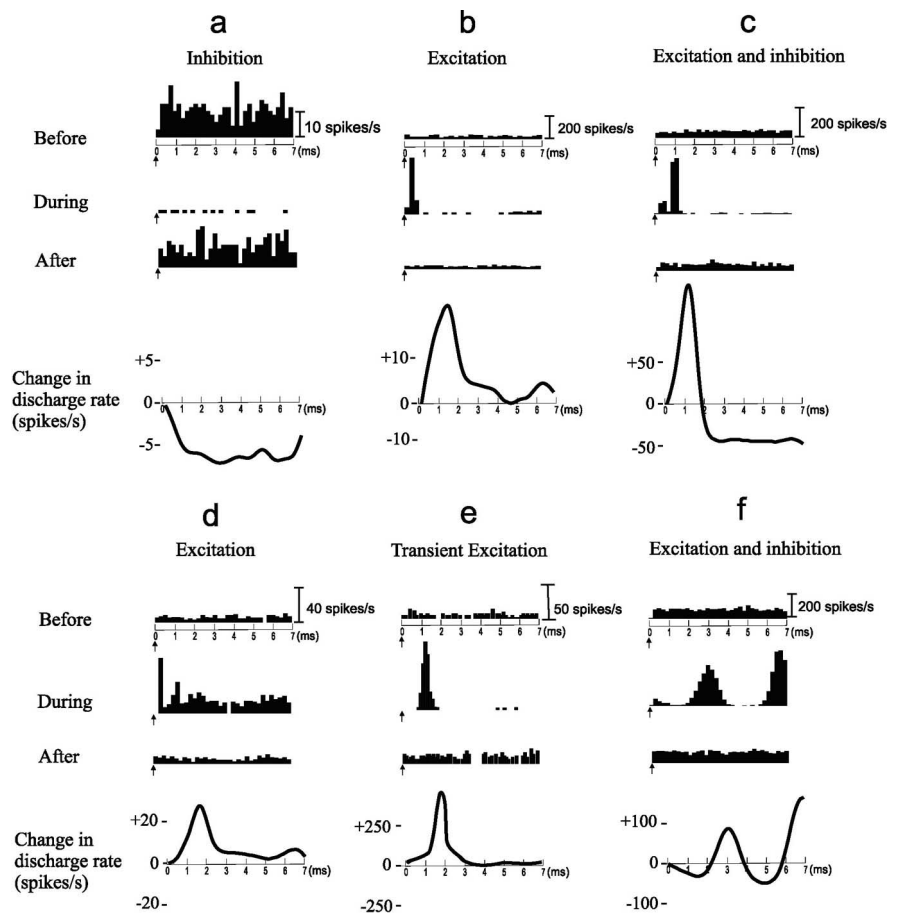 a b c
Inhibition Excitation Excitation and inhibition
Before 10 spikes/s 200 spikes/s 200 spikes/s
0 1 2 3 4 5 6 7 (ms) 0 1 2 3 4 5 6 7 (ms) 0 1 2 3 4 5 6 7 (ms)
During
After
+5- +10- +50-
Change in
discharge rate
(spikes/s)
0- 1 2 3 4 5 6 7 (ms) 0- 1 2 3 4 5 6 7 (ms) 0- 1 2 3 4 5 6 7 (ms)
-5- -10- -50-
d e f
Excitation Transient Excitation Excitation and inhibition
Before 40 spikes/s 50 spikes/s 200 spikes/s
0 1 2 3 4 5 6 7 (ms) 0 1 2 3 4 5 6 7 (ms) 0 1 2 3 4 5 6 7 (ms)
During
After
+20- +250- +100-
Change in
discharge rate
(spikes/s)
0 1 2 3 4 5 6 7 (ms) 0- 1 2 3 4 5 6 7 (ms) 0- 1 2 3 4 5 6 7 (ms)
-20- -250- -100-